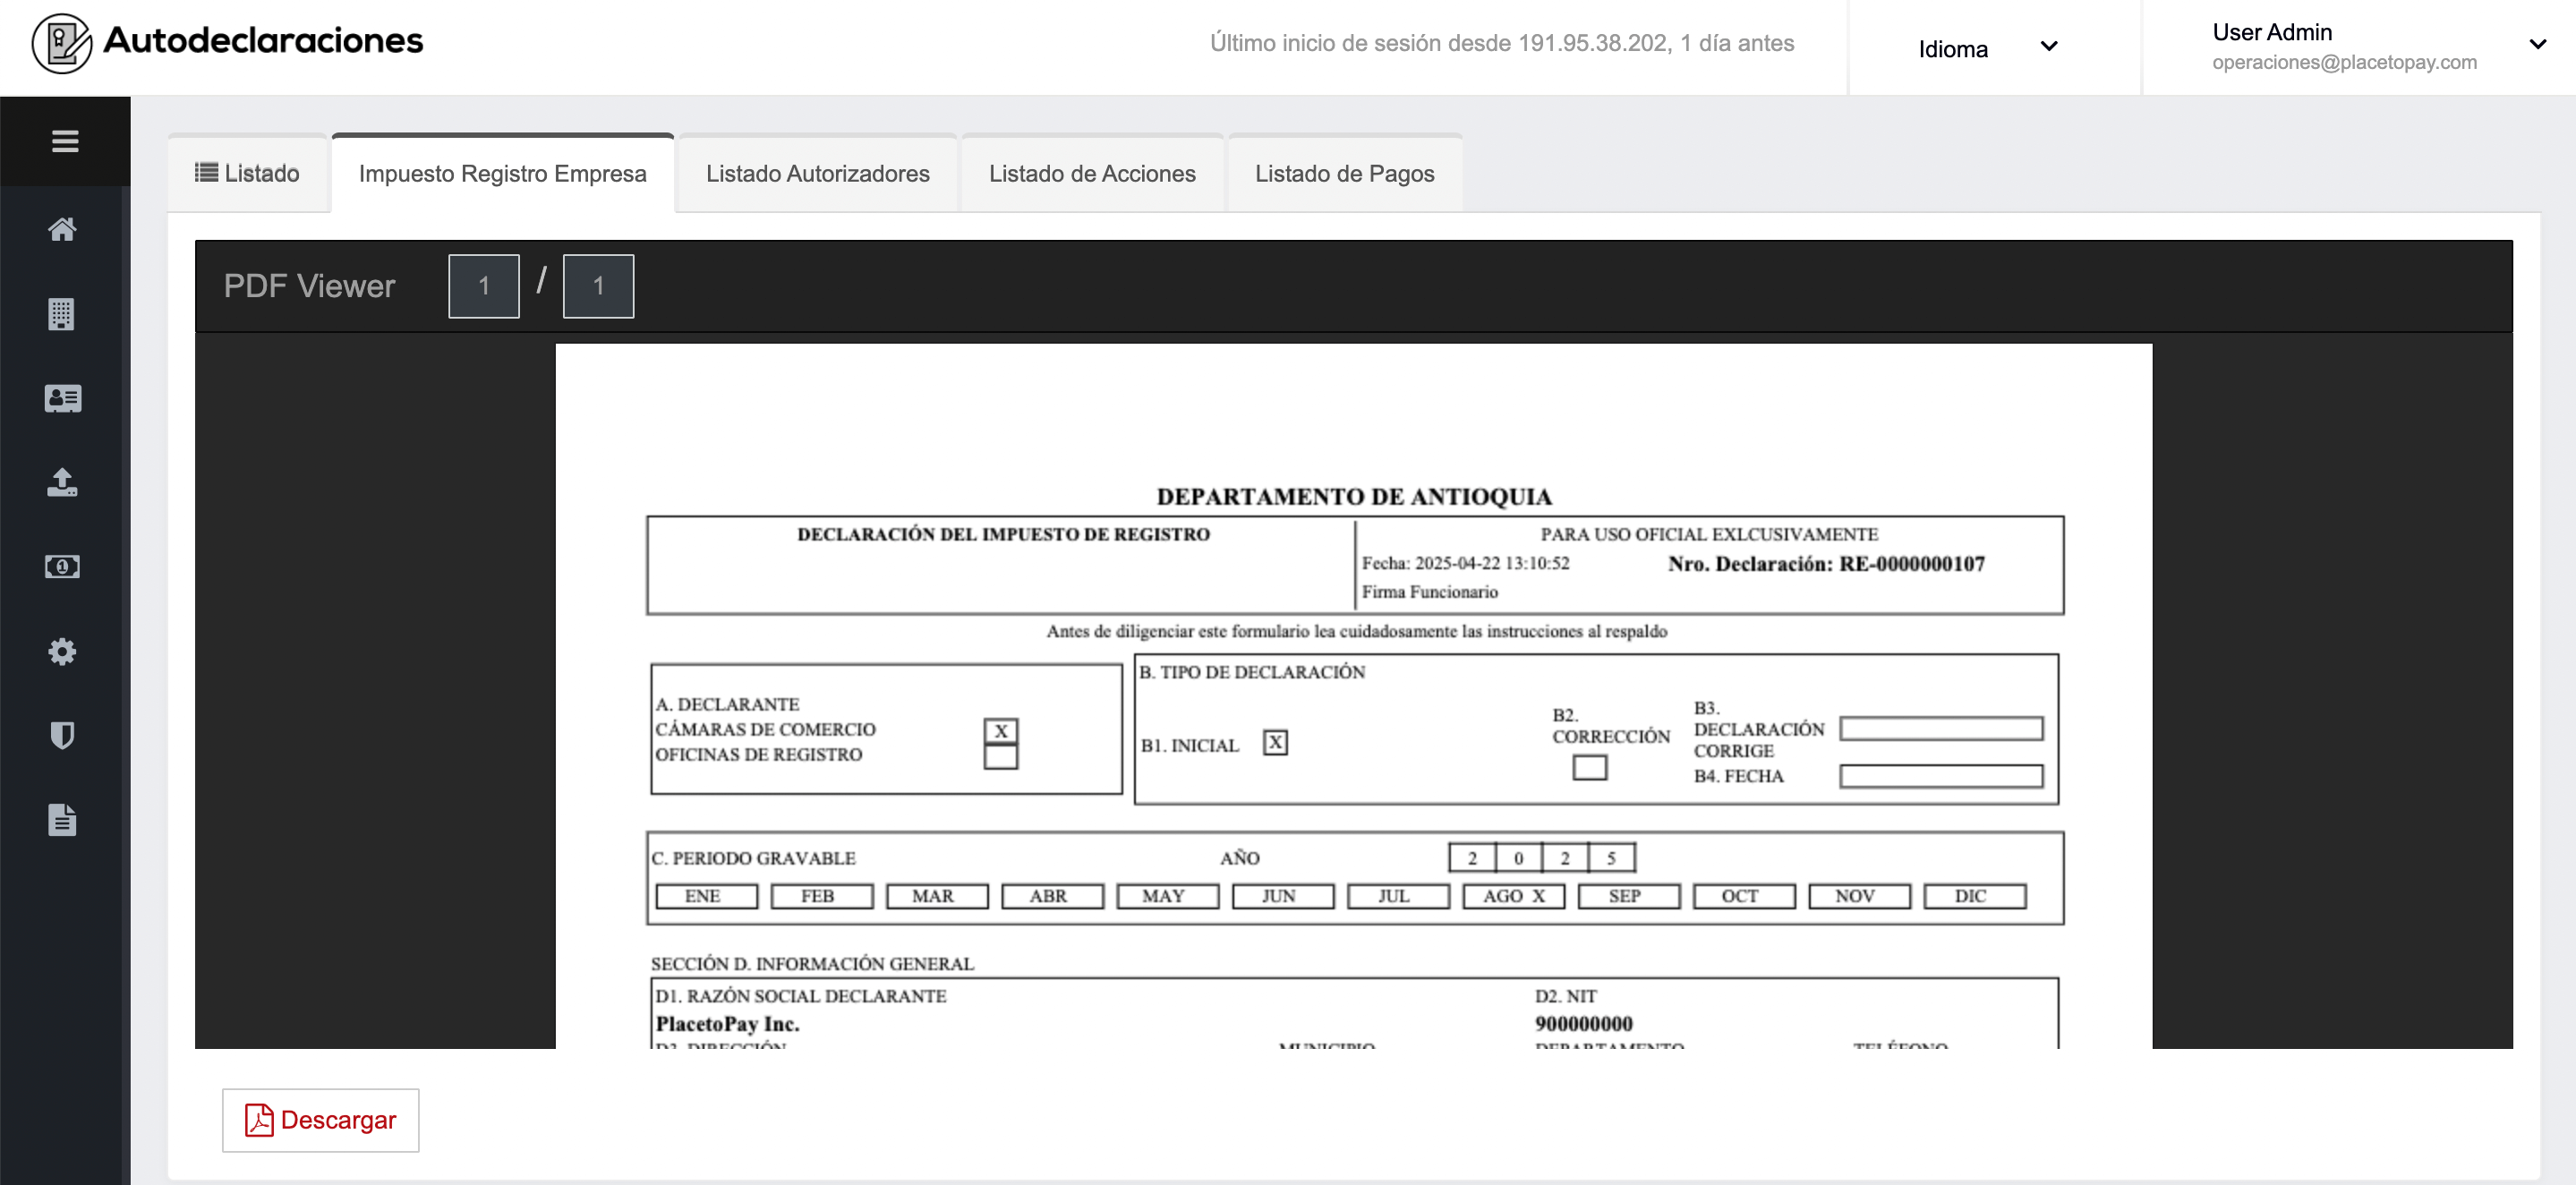 Autodeclaraciones
Último inicio de sesión desde 191.95.38.202, 1 día antes
Idioma
User Admin
operaciones@placetopay.com
Listado
Impuesto Registro Empresa
Listado Autorizadores
Listado de Acciones
Listado de Pagos
PDF Viewer 1 / 1
DEPARTAMENTO DE ANTIOQUIA
DECLARACIÓN DEL IMPUESTO DE REGISTRO
PARA USO OFICIAL EXLCUSIVAMENTE
Fecha: 2025-04-22 13:10:52
Nro. Declaración: RE-0000000107
Firma Funcionario
Antes de diligenciar este formulario lea cuidadosamente las instrucciones al respaldo
A. DECLARANTE
CÁMARAS DE COMERCIO X
OFICINAS DE REGISTRO
B. TIPO DE DECLARACIÓN
B1. INICIAL X
B2.
CORRECCIÓN
B3.
DECLARACIÓN
CORRIGE
B4. FECHA
C. PERIODO GRAVABLE AÑO 2 0 2 5
ENE FEB MAR ABR MAY JUN JUL AGO X SEP OCT NOV DIC
SECCIÓN D. INFORMACIÓN GENERAL
D1. RAZÓN SOCIAL DECLARANTE D2. NIT
PlacetoPay Inc. 900000000
D3. DIRECCIÓN MUNICIPIO DEPARTAMENTO TELÉFONO
Descargar